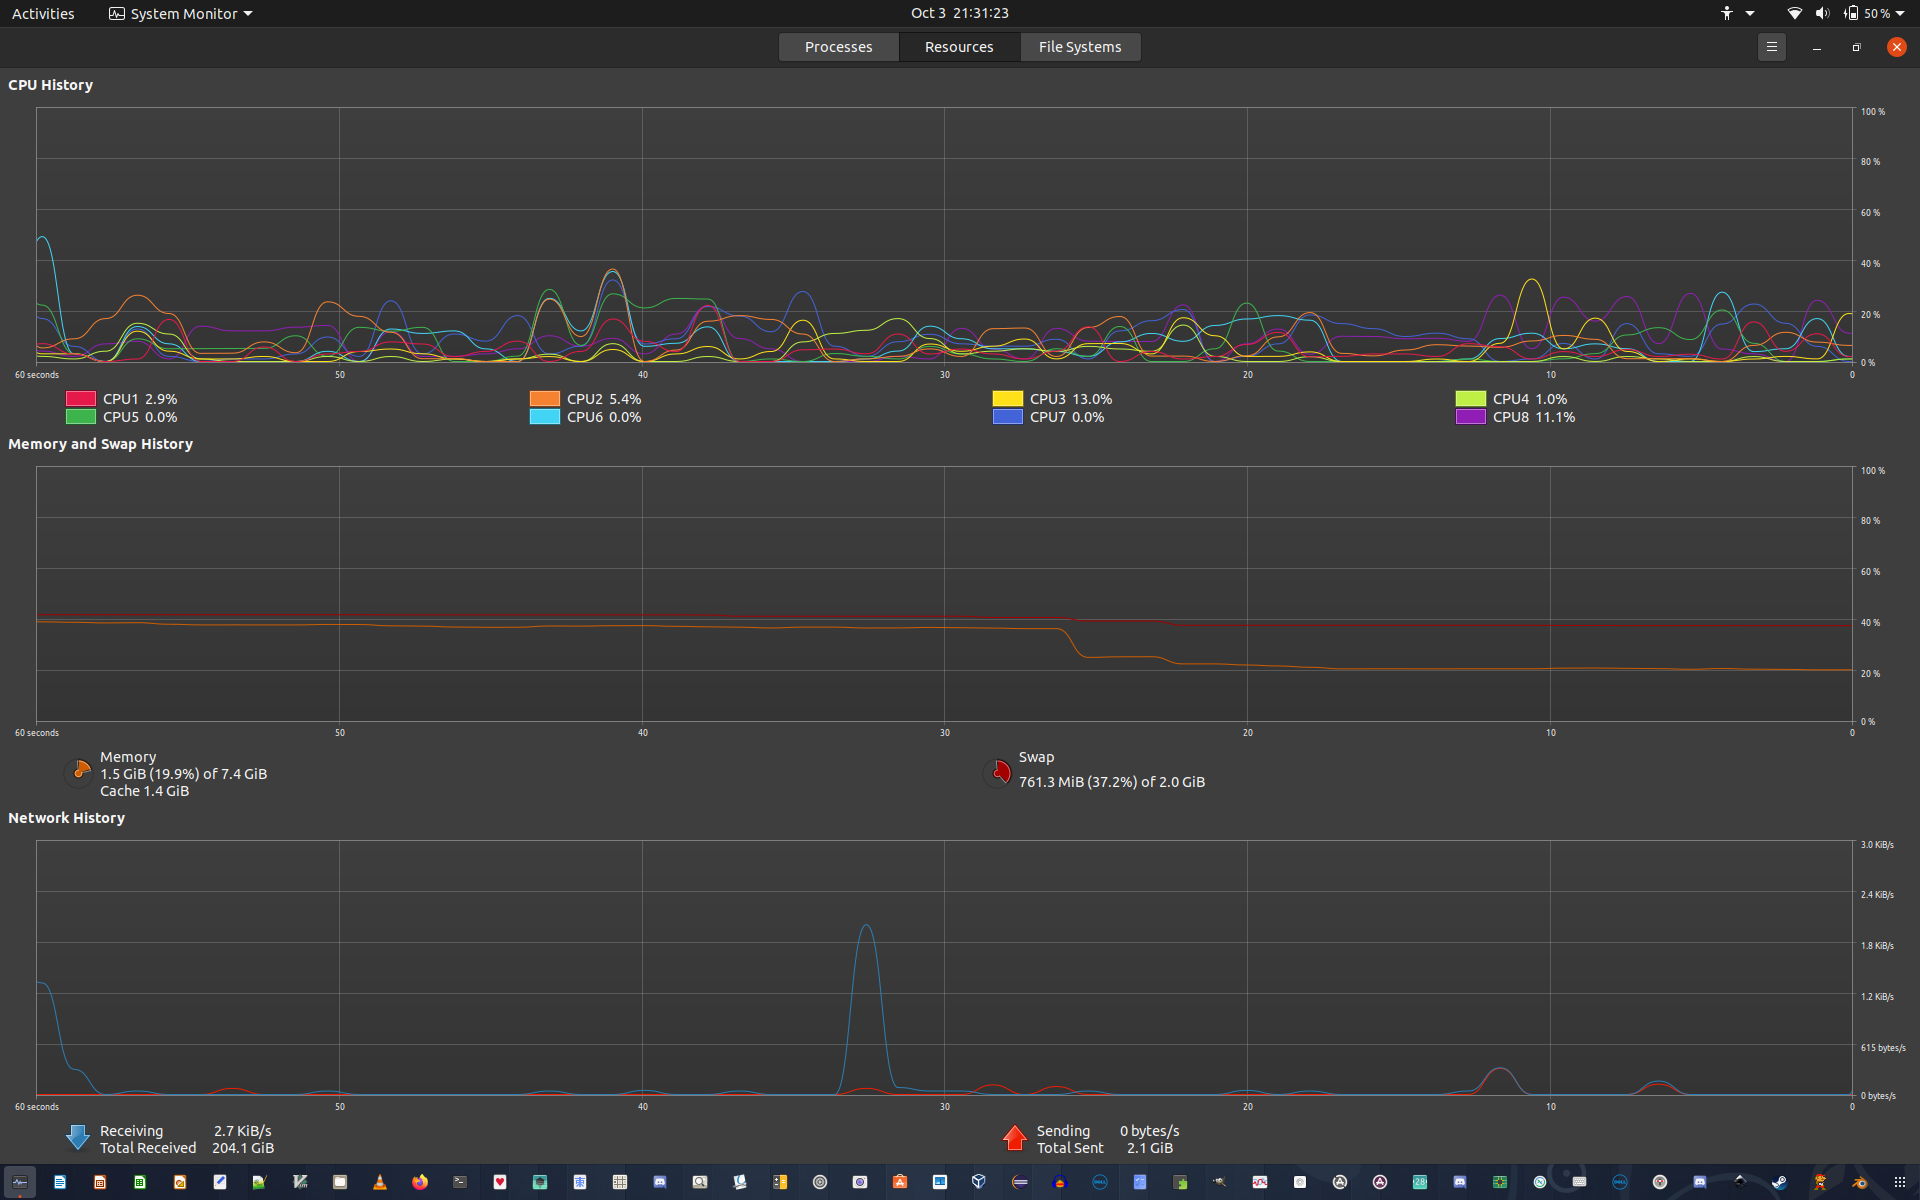 Activities System Monitor Oct 3 21:31:23 50 %
Processes Resources File Systems
CPU History
100 %
80 %
60 %
40 %
20 %
0 %
60 seconds 50 40 30 20 10 0
CPU1 2.9% CPU2 5.4% CPU3 13.0% CPU4 1.0%
CPU5 0.0% CPU6 0.0% CPU7 0.0% CPU8 11.1%
Memory and Swap History
100 %
80 %
60 %
40 %
20 %
0 %
60 seconds 50 40 30 20 10 0
Memory
1.5 GiB (19.9%) of 7.4 GiB
Cache 1.4 GiB
Swap
761.3 MiB (37.2%) of 2.0 GiB
Network History
3.0 KiB/s
2.4 KiB/s
1.8 KiB/s
1.2 KiB/s
615 bytes/s
0 bytes/s
60 seconds 50 40 30 20 10 0
Receiving 2.7 KiB/s
Total Received 204.1 GiB
Sending 0 bytes/s
Total Sent 2.1 GiB